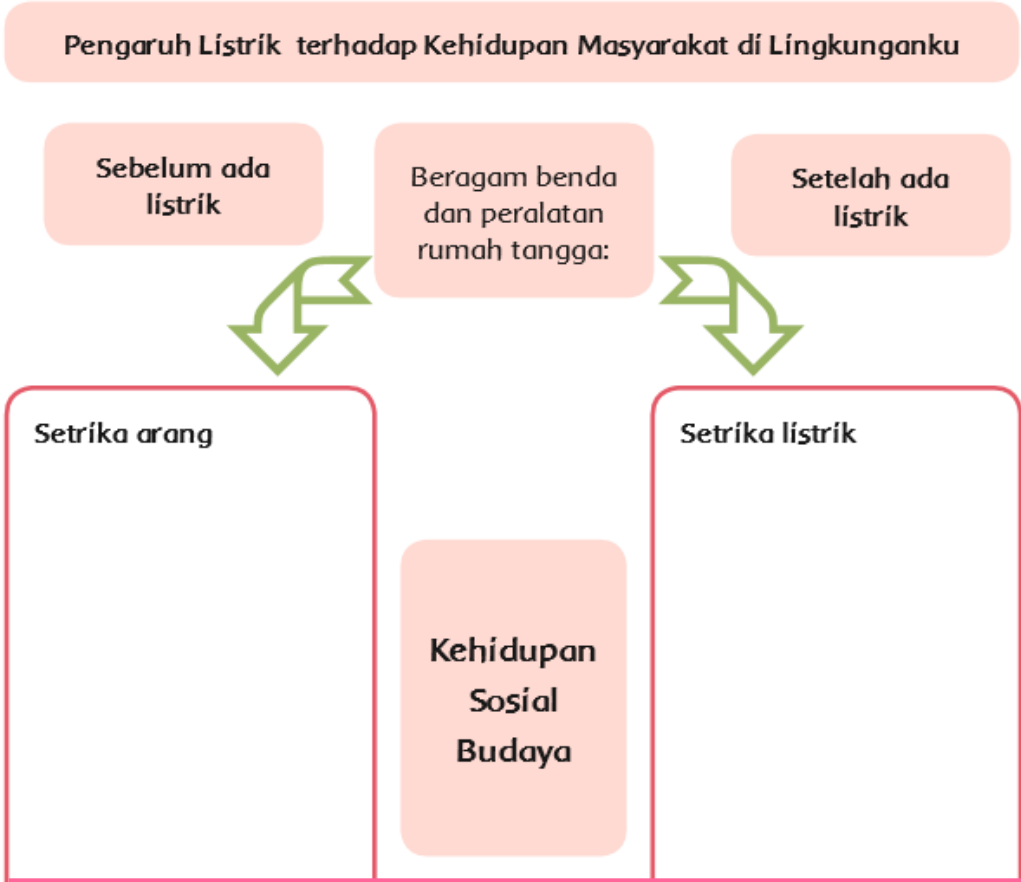 Pengaruh Listrik terhadap Kehidupan Masyarakat di Lingkunganku
Sebelum ada
listrik
Beragam benda
dan peralatan
rumah tangga:
Setelah ada
listrik
Setrika arang
Setrika listrik
Kehidupan
Sosial
Budaya